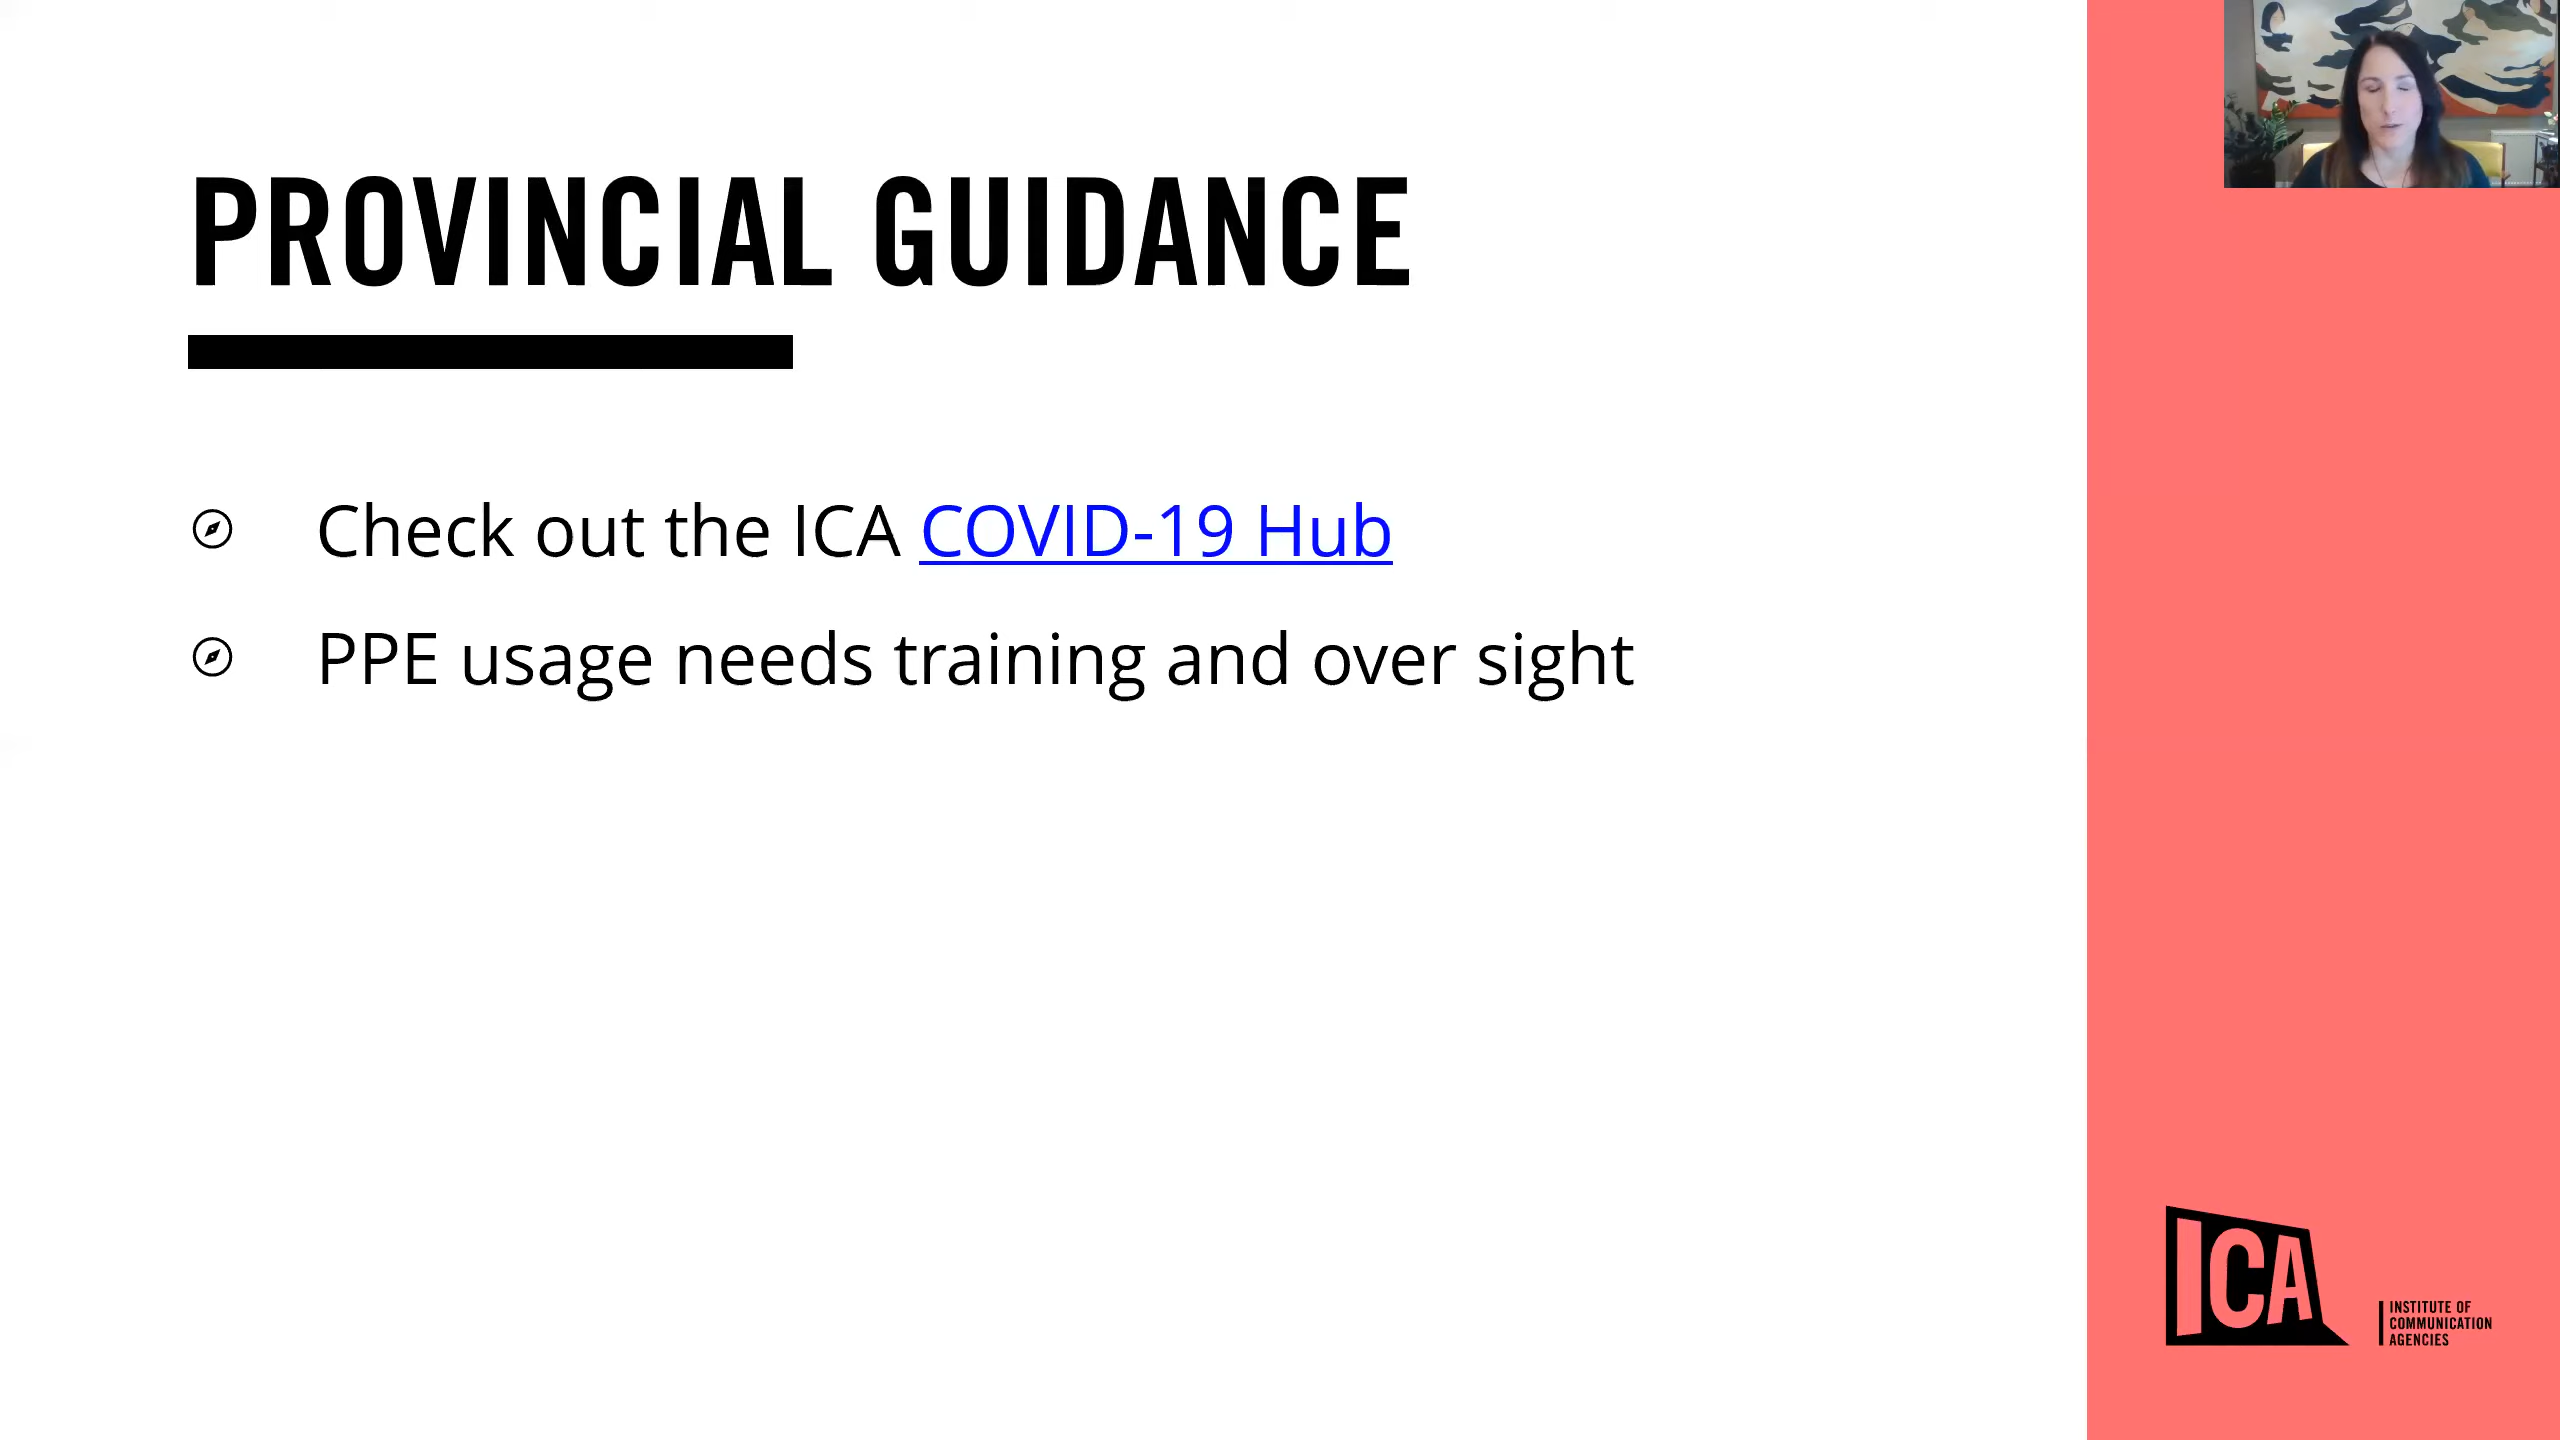 PROVINCIAL GUIDANCE
Check out the ICA COVID-19 Hub
PPE usage needs training and over sight
ICA
INSTITUTE OF
COMMUNICATION
AGENCIES